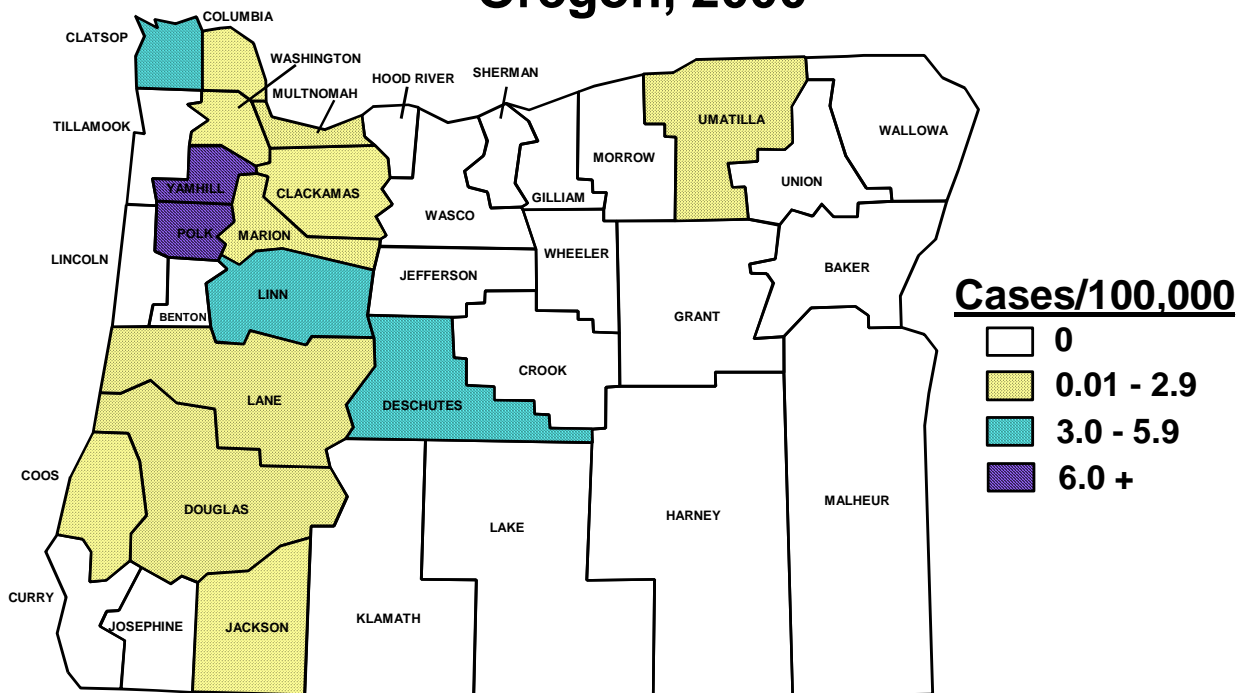 Oregon,
COLUMBIA
CLATSOP
WASHINGTON
HOOD RIVER
SHERMAN
MULTNOMAH
TILLAMOOK
UMATILLA
WALLOWA
MORROW
UNION
YAMHILL
CLACKAMAS
GILLIAM
WASCO
POLK
MARION
WHEELER
LINCOLN
JEFFERSON
BAKER
LINN
BENTON
GRANT
CROOK
LANE
DESCHUTES
COOS
DOUGLAS
LAKE
HARNEY
MALHEUR
CURRY
JOSEPHINE
JACKSON
KLAMATH
Cases/100,000
0
0.01 - 2.9
3.0 - 5.9
6.0 +